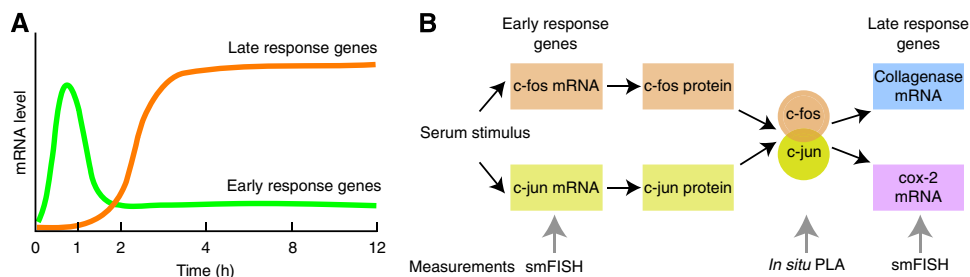 A
mRNA level
Late response genes
Early response genes
0 1 2 4 6 8 10 12
Time (h)
B
Early response
genes
Late response
genes
c-fos mRNA
c-fos protein
Collagenase
mRNA
Serum stimulus
c-fos
c-jun
c-jun mRNA
c-jun protein
cox-2
mRNA
Measurements smFISH
In situ PLA
smFISH